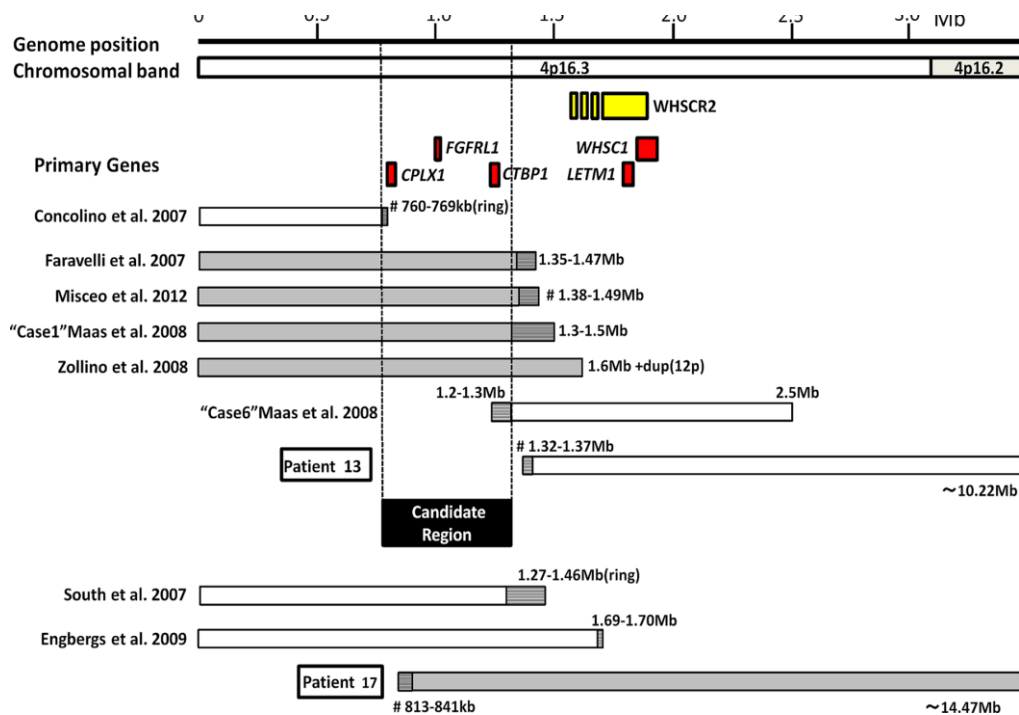 0 0.5 1.0 1.5 2.0 2.5 3.0 Mb
Genome position
Chromosomal band 4p16.3 4p16.2
WHSCR2
FGFRL1 WHSC1
Primary Genes
CPLX1 CTBP1 LETM1
# 760-769kb(ring)
Concolino et al. 2007
Faravelli et al. 2007 1.35-1.47Mb
Misceo et al. 2012 # 1.38-1.49Mb
“Case1”Maas et al. 2008 1.3-1.5Mb
Zollino et al. 2008 1.6Mb +dup(12p)
1.2-1.3Mb 2.5Mb
“Case6”Maas et al. 2008
# 1.32-1.37Mb
Patient 13
~10.22Mb
Candidate
Region
1.27-1.46Mb(ring)
South et al. 2007
1.69-1.70Mb
Engbergs et al. 2009
Patient 17
# 813-841kb ~14.47Mb